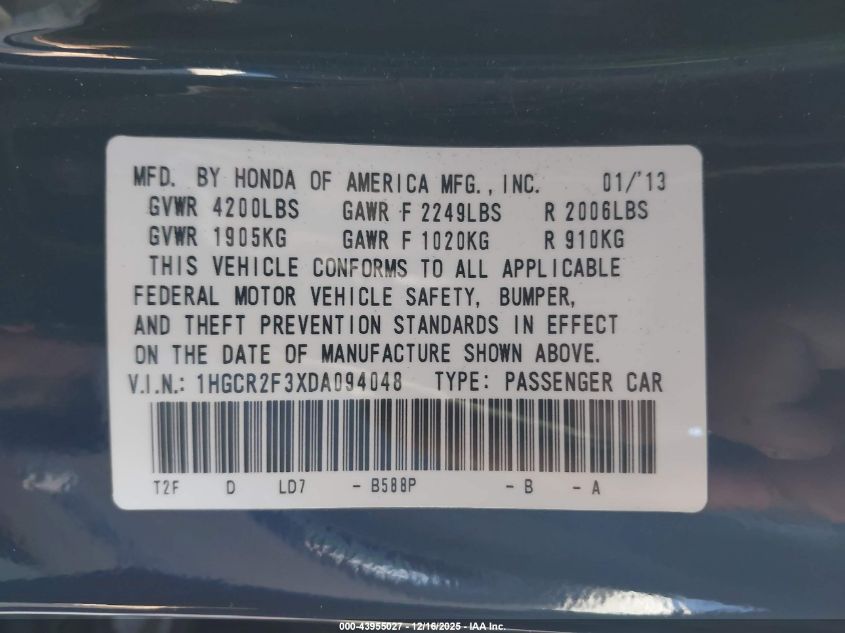 MFD. BY HONDA OF AMERICA MFG., INC. 01/'13
GVWR 4200LBS GAWR F 2249LBS R 2006LBS
GVWR 1905KG GAWR F 1020KG R 910KG
THIS VEHICLE CONFORMS TO ALL APPLICABLE
FEDERAL MOTOR VEHICLE SAFETY, BUMPER,
AND THEFT PREVENTION STANDARDS IN EFFECT
ON THE DATE OF MANUFACTURE SHOWN ABOVE.
V.I.N.: 1HGCR2F3XDA094048 TYPE: PASSENGER CAR
T2F D LD7 - B588P - B - A
000-43955027 - 12/16/2025 - IAA Inc.